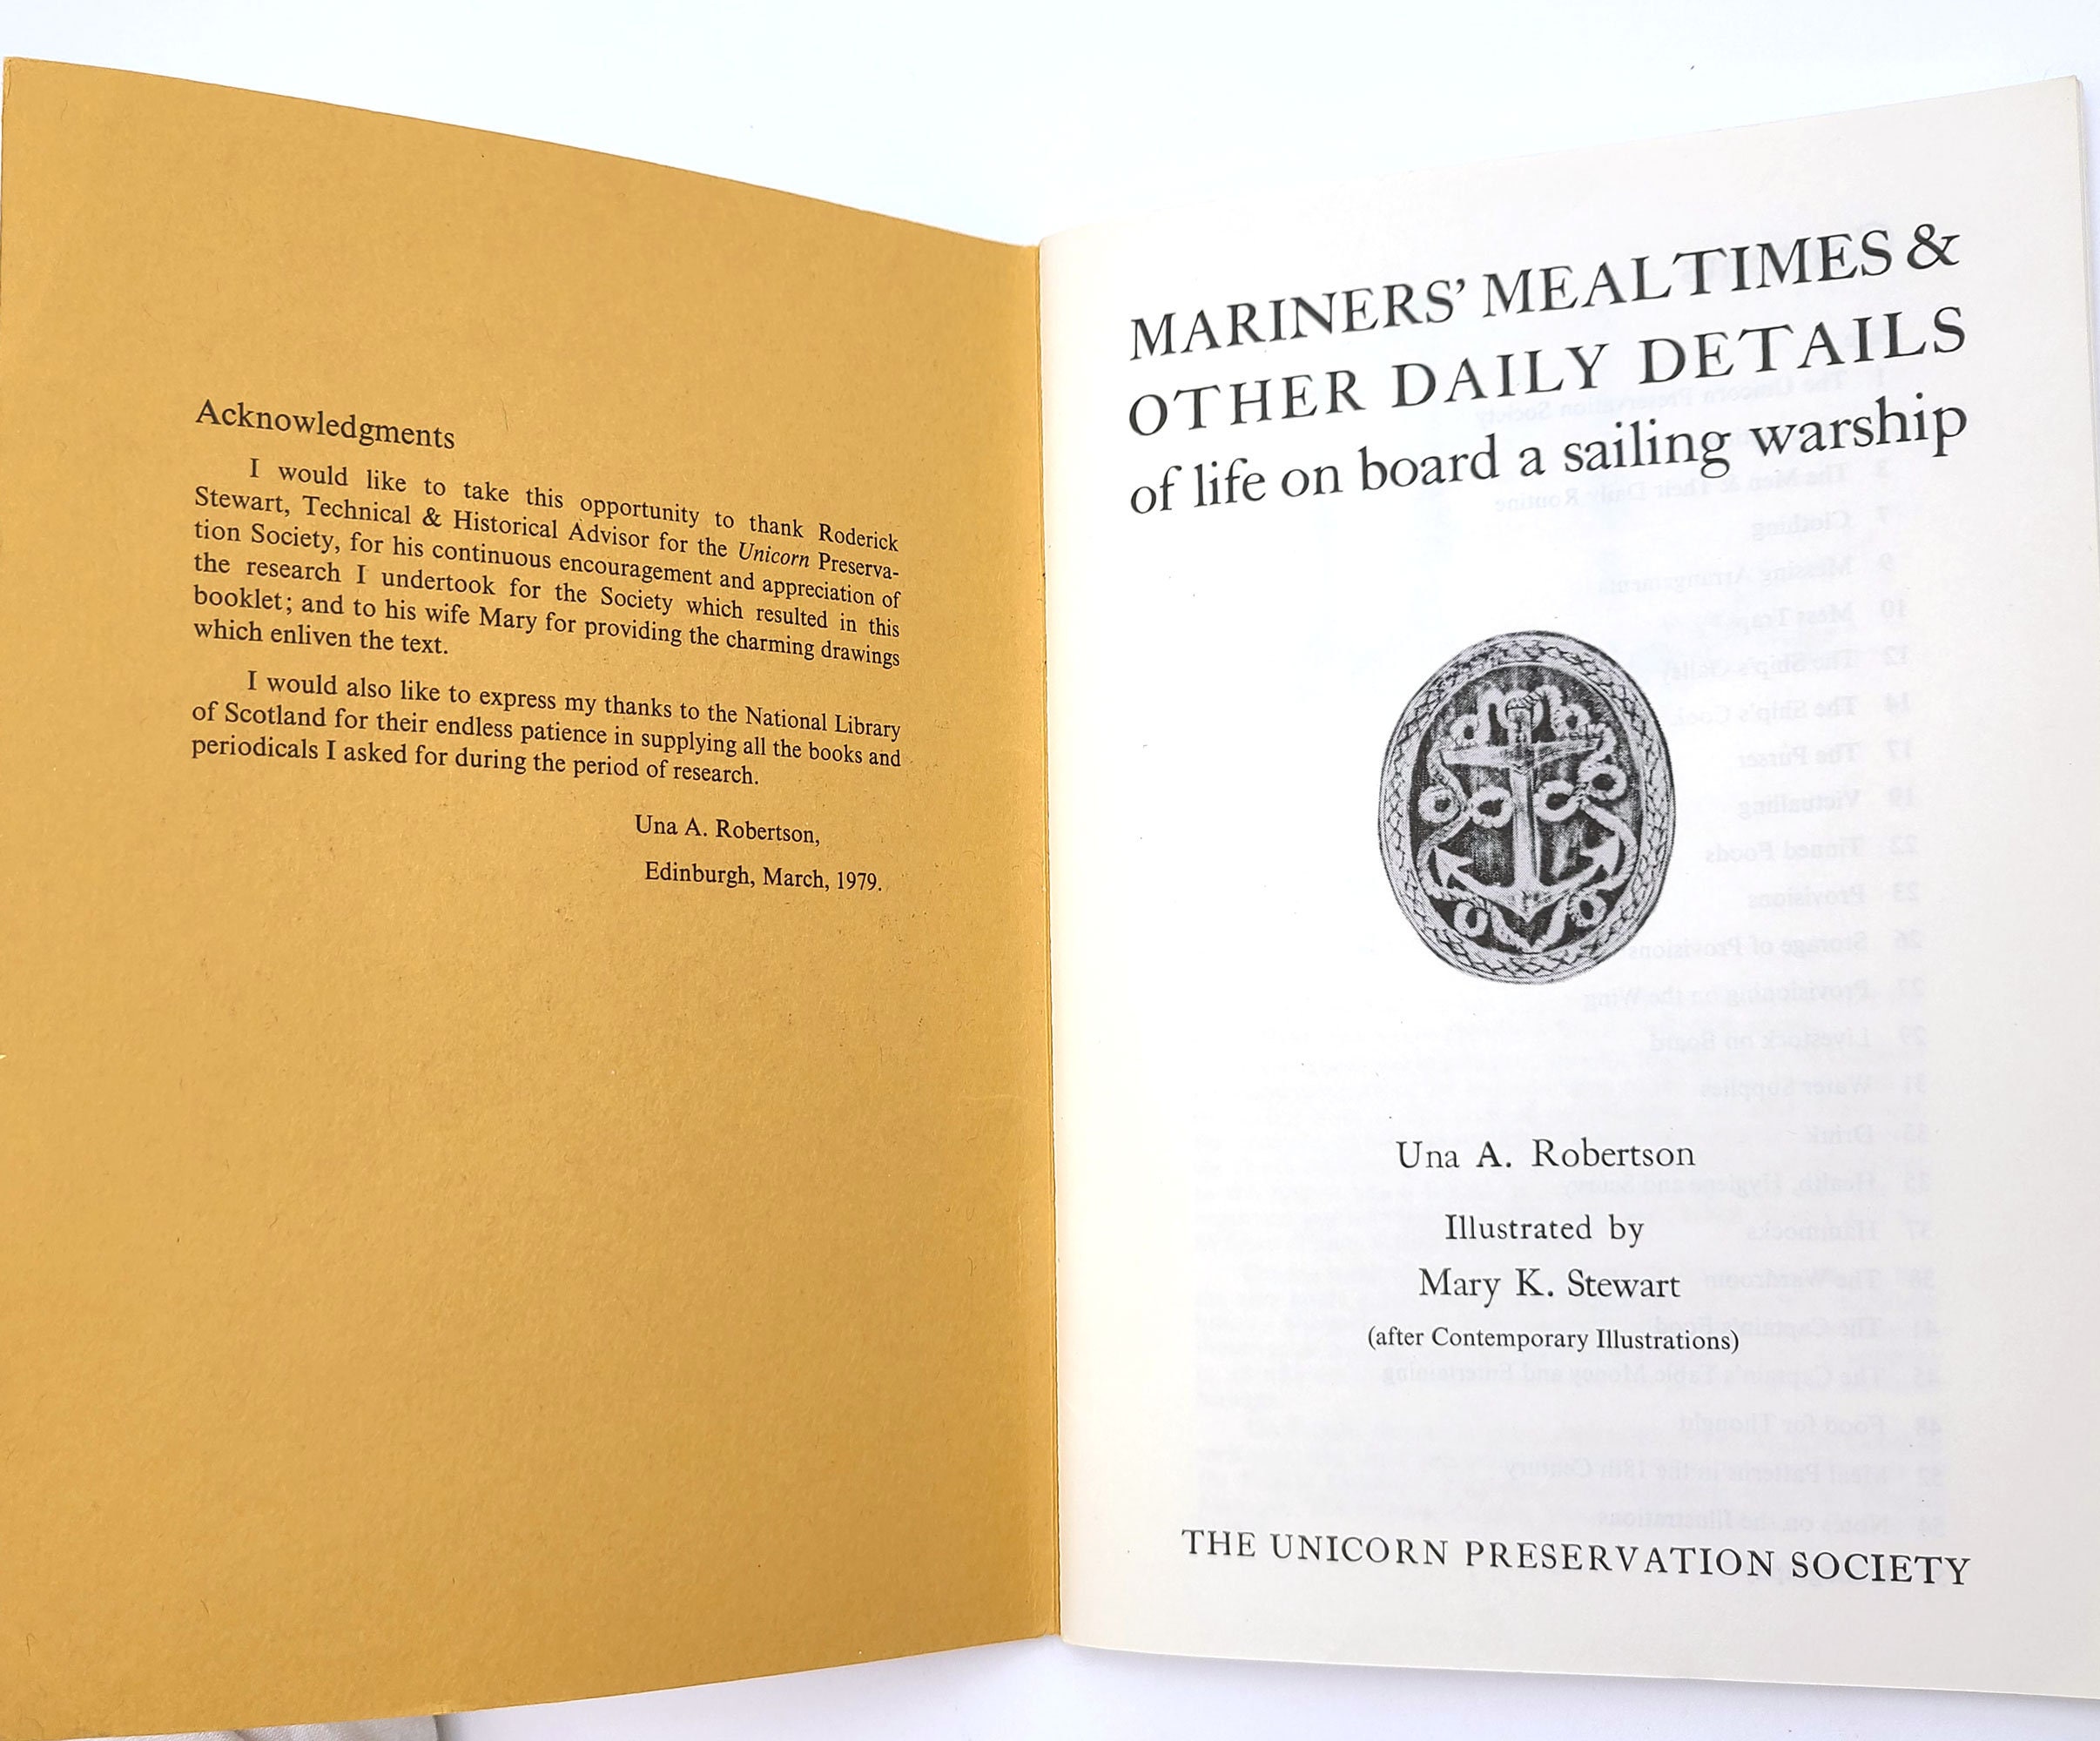 Acknowledgments
I would like to take this opportunity to thank Roderick
Stewart, Technical & Historical Advisor for the Unicorn Preserva-
tion Society, for his continuous encouragement and appreciation of
the research I undertook for the Society which resulted in this
booklet; and to his wife Mary for providing the charming drawings
which enliven the text.
I would also like to express my thanks to the National Library
of Scotland for their endless patience in supplying all the books and
periodicals I asked for during the period of research.
Una A. Robertson,
Edinburgh, March, 1979.
MARINERS' MEALTIMES &
OTHER DAILY DETAILS
of life on board a sailing warship
Una A. Robertson
Illustrated by
Mary K. Stewart
(after Contemporary Illustrations)
THE UNICORN PRESERVATION SOCIETY